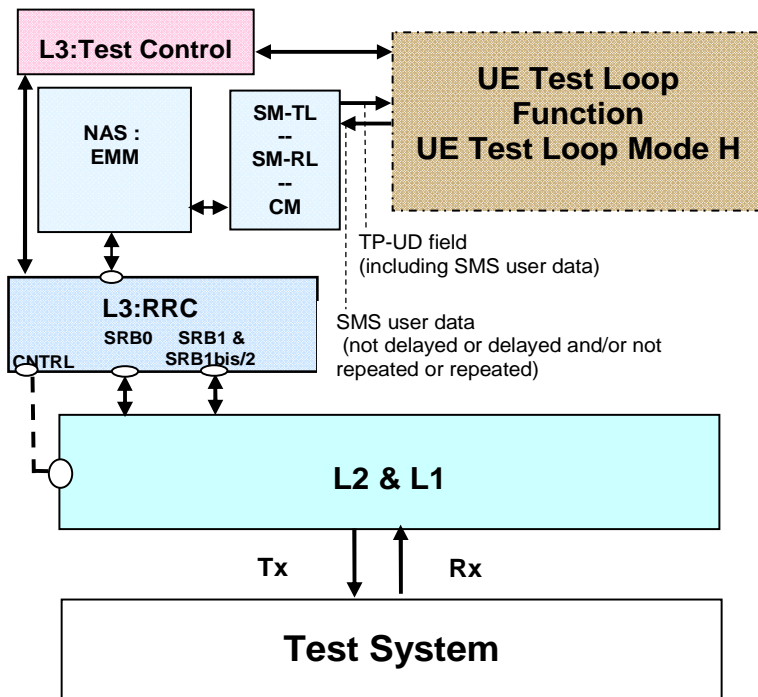 L3:Test Control
UE Test Loop
Function
UE Test Loop Mode H
NAS :
EMM
SM-TL
--
SM-RL
--
CM
TP-UD field
(including SMS user data)
L3:RRC
SRB0
SRB1 &
SRB1bis/2
CNTRL
SMS user data
(not delayed or delayed and/or not
repeated or repeated)
L2 & L1
Tx
Rx
Test System